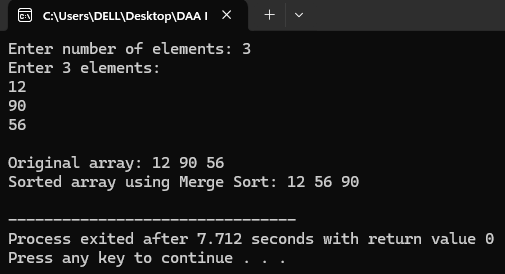 C:\Users\DELL\Desktop\DAA l
Enter number of elements: 3
Enter 3 elements:
12
90
56
Original array: 12 90 56
Sorted array using Merge Sort: 12 56 90
--------------------------------
Process exited after 7.712 seconds with return value 0
Press any key to continue . . .